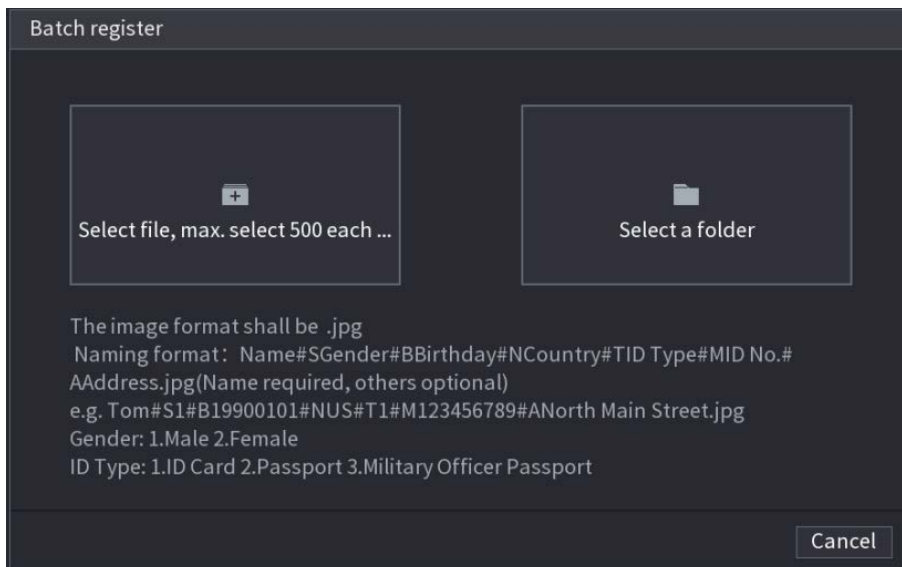 Batch register
Select file, max. select 500 each ...
Select a folder
The image format shall be .jpg
Naming format：Name#SGender#BBirthday#NCountry#TID Type#MID No.#
AAddress.jpg(Name required, others optional)
e.g. Tom#S1#B19900101#NUS#T1#M123456789#ANorth Main Street.jpg
Gender: 1.Male 2.Female
ID Type: 1.ID Card 2.Passport 3.Military Officer Passport
Cancel